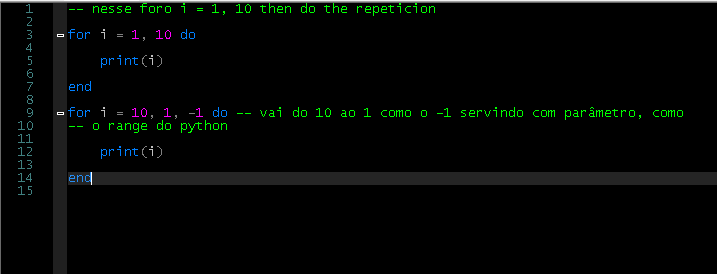 1 -- nesse foro i = 1, 10 then do the repeticion
2
3 for i = 1, 10 do
4
5 print(i)
6
7 end
8
9 for i = 10, 1, -1 do -- vai do 10 ao 1 como o -1 servindo com parâmetro, como
10 -- o range do python
11
12 print(i)
13
14 end
15